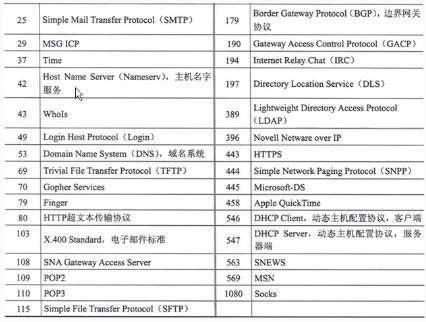 25 Simple Mail Transfer Protocol (SMTP)
29 MSG ICP
37 Time
42 Host Name Server（Nameserv），主机名字
服务
43 WhoIs
49 Login Host Protocol（Login）
53 Domain Name System（DNS），域名系统
69 Trivial File Transfer Protocol（TFTP）
70 Gopher Services
79 Finger
80 HTTP超文本传输协议
103 X.400 Standard，电子邮件标准
108 SNA Gateway Access Server
109 POP2
110 POP3
115 Simple File Transfer Protocol（SFTP）
179 Border Gateway Protocol（BGP），边界网关
协议
190 Gateway Access Control Protocol（GACP）
194 Internet Relay Chat（IRC）
197 Directory Location Service（DLS）
389 Lightweight Directory Access Protocol
（LDAP）
396 Novell Netware over IP
443 HTTPS
444 Simple Network Paging Protocol（SNPP）
445 Microsoft-DS
458 Apple QuickTime
546 DHCP Client，动态主机配置协议，客户端
547 DHCP Server，动态主机配置协议，服务
器端
563 SNEWS
569 MSN
1080 Socks